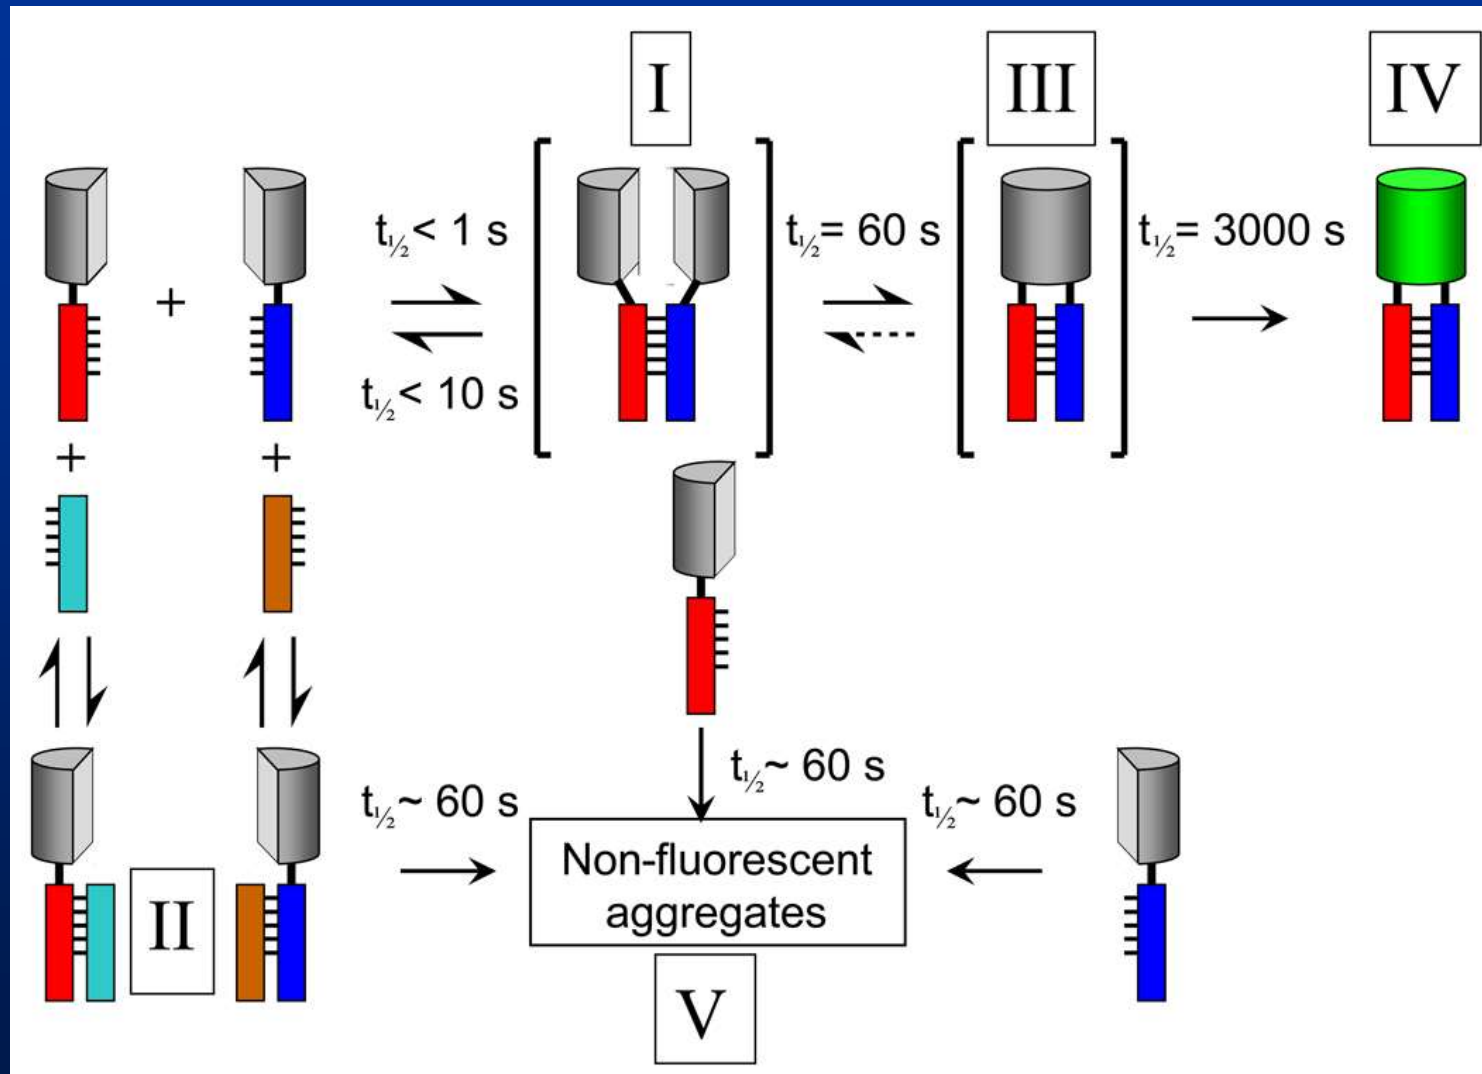 I
III
IV
+
t½< 1 s
t½= 60 s
t½= 3000 s
t½< 10 s
+
+
t½~ 60 s
t½~ 60 s
t½~ 60 s
Non-fluorescent
aggregates
II
V